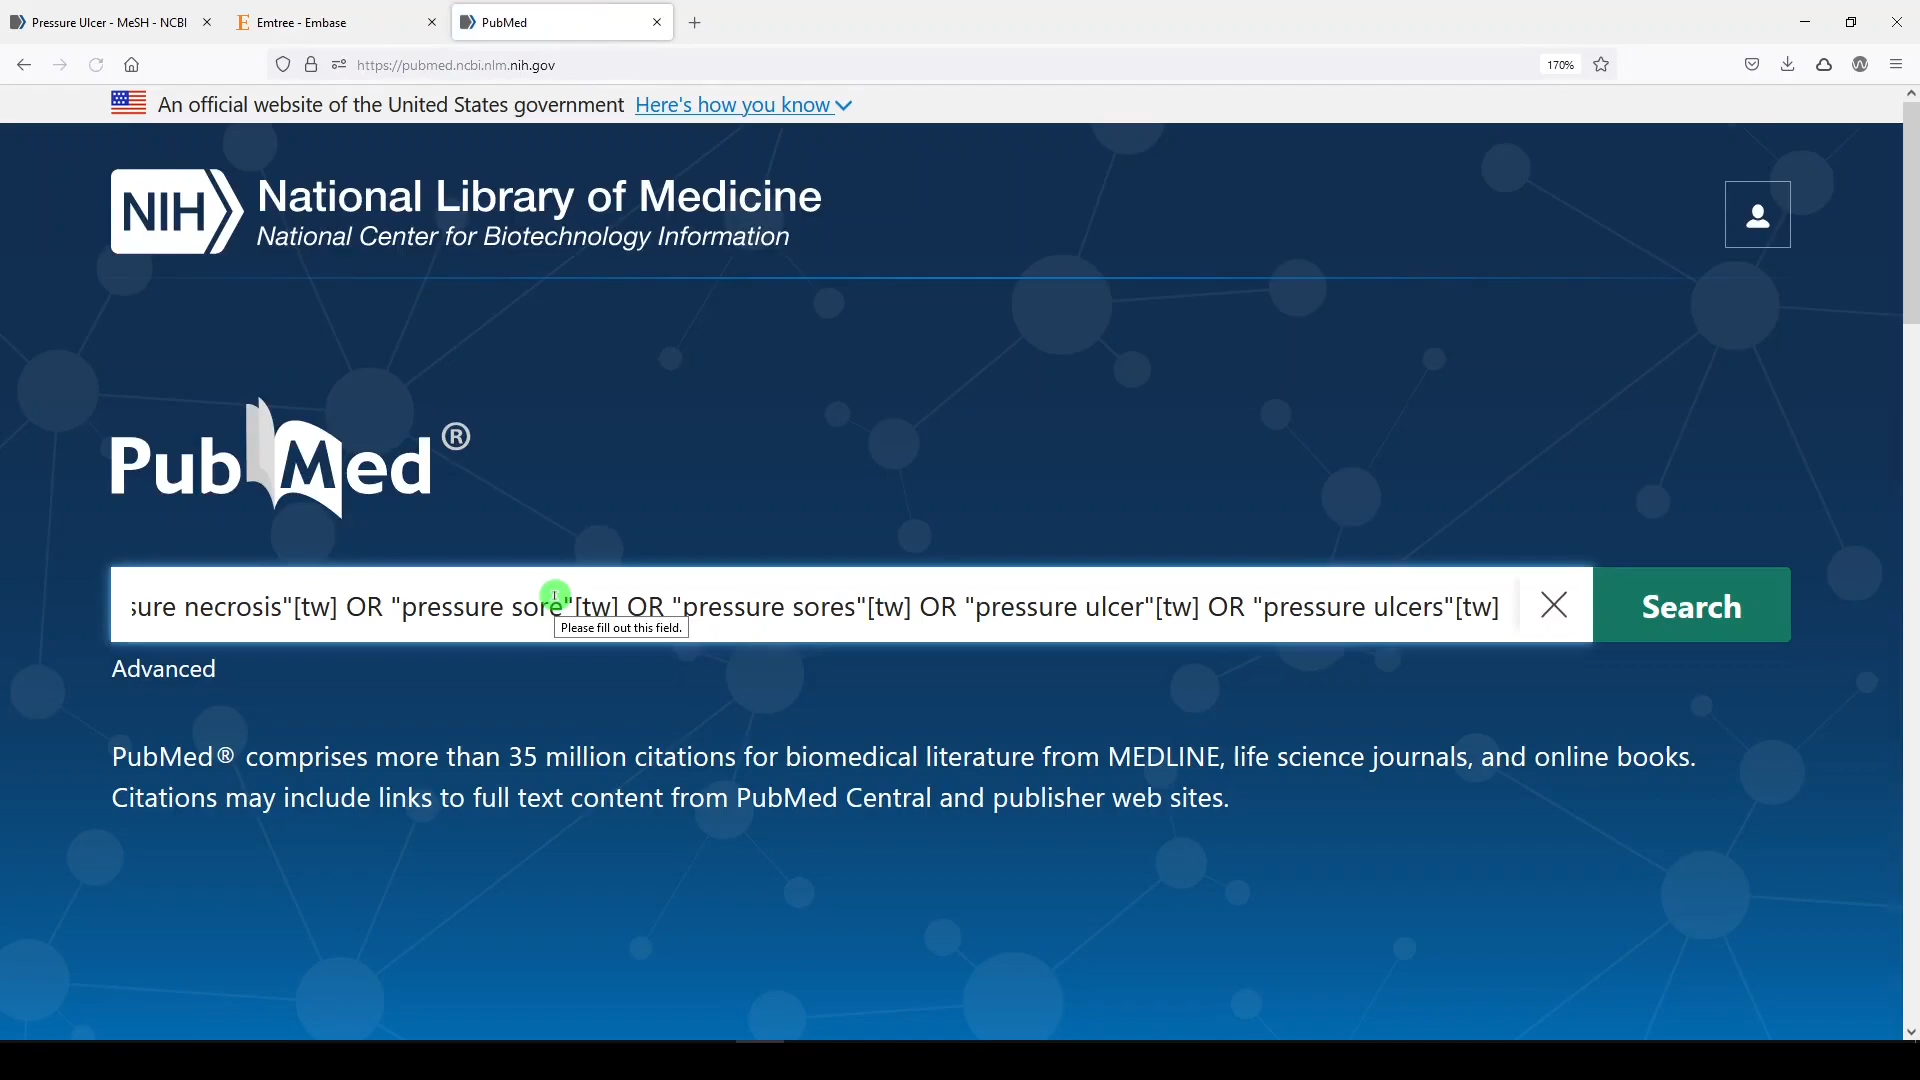 Pressure Ulcer - MeSH - NCBI
Emtree - Embase
PubMed
https://pubmed.ncbi.nlm.nih.gov
170%
An official website of the United States government Here's how you know
NIH
National Library of Medicine
National Center for Biotechnology Information
PubMed®
sure necrosis"[tw] OR "pressure sore"[tw] OR "pressure sores"[tw] OR "pressure ulcer"[tw] OR "pressure ulcers"[tw]
Search
Please fill out this field.
Advanced
PubMed® comprises more than 35 million citations for biomedical literature from MEDLINE, life science journals, and online books.
Citations may include links to full text content from PubMed Central and publisher web sites.